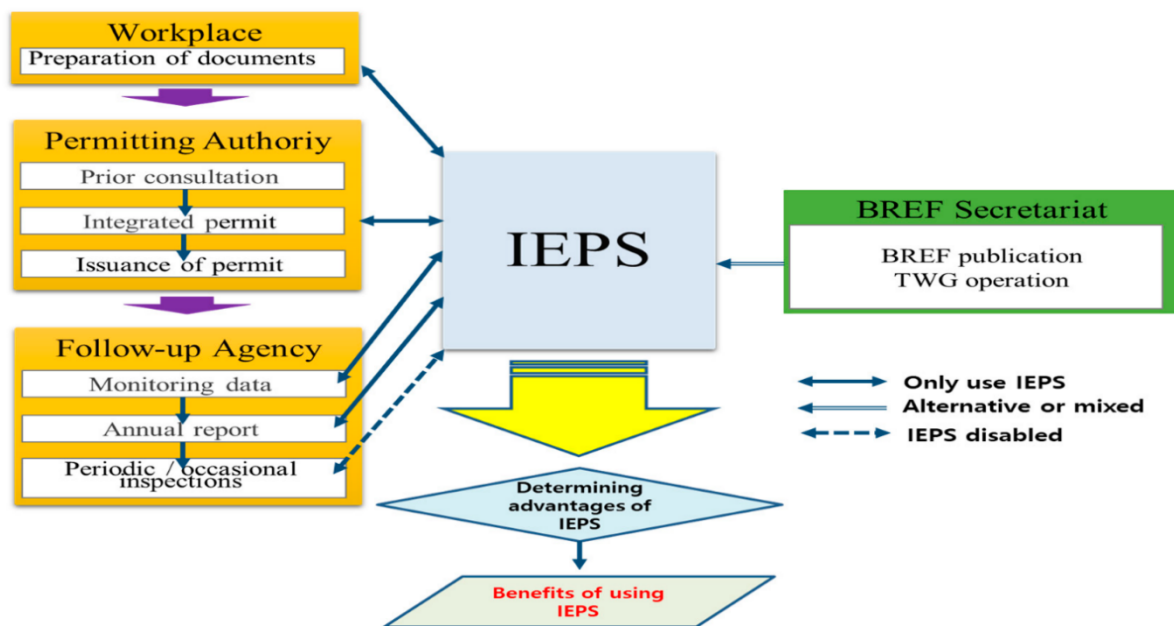 Workplace
Preparation of documents
Permitting Authoriy
Prior consultation
Integrated permit
Issuance of permit
Follow-up Agency
Monitoring data
Annual report
Periodic / occasional
inspections
IEPS
BREF Secretariat
BREF publication
TWG operation
Only use IEPS
Alternative or mixed
IEPS disabled
Determining
advantages of
IEPS
Benefits of using
IEPS